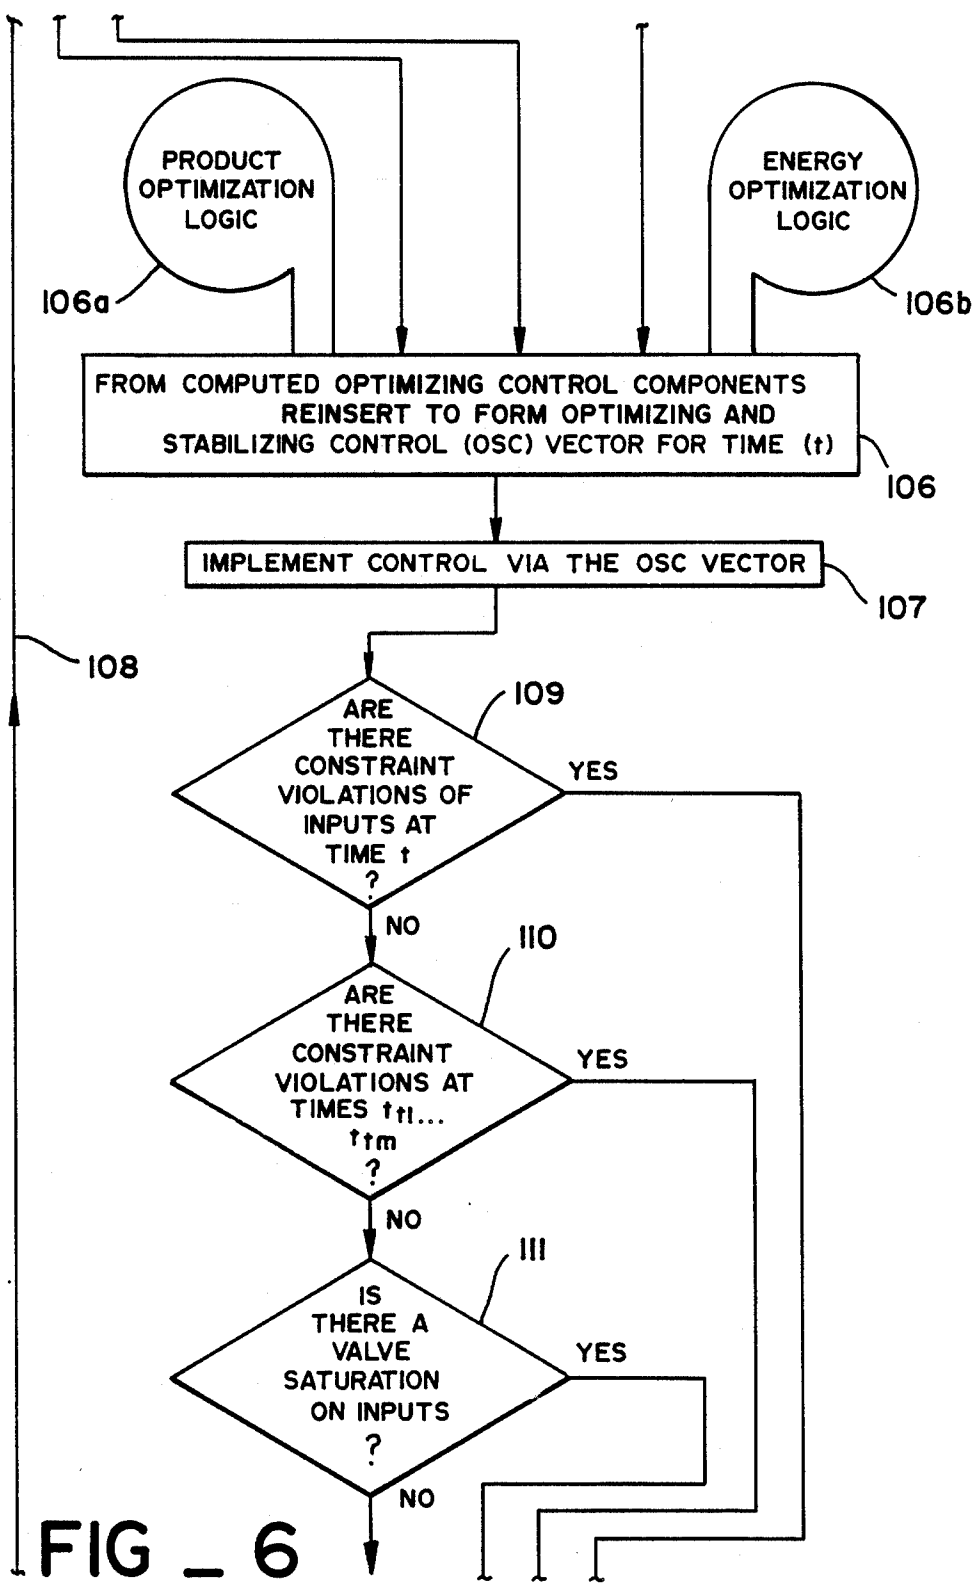 PRODUCT
OPTIMIZATION
LOGIC
ENERGY
OPTIMIZATION
LOGIC
106a
106b
FROM COMPUTED OPTIMIZING CONTROL COMPONENTS
REINSERT TO FORM OPTIMIZING AND
STABILIZING CONTROL (OSC) VECTOR FOR TIME (t)
106
IMPLEMENT CONTROL VIA THE OSC VECTOR
107
108
109
ARE
THERE
CONSTRAINT
VIOLATIONS OF
INPUTS AT
TIME t
?
YES
NO
110
ARE
THERE
CONSTRAINT
VIOLATIONS AT
TIMES t_t1...
t_tm
?
YES
NO
111
IS
THERE A
VALVE
SATURATION
ON INPUTS
?
YES
NO
FIG _ 6